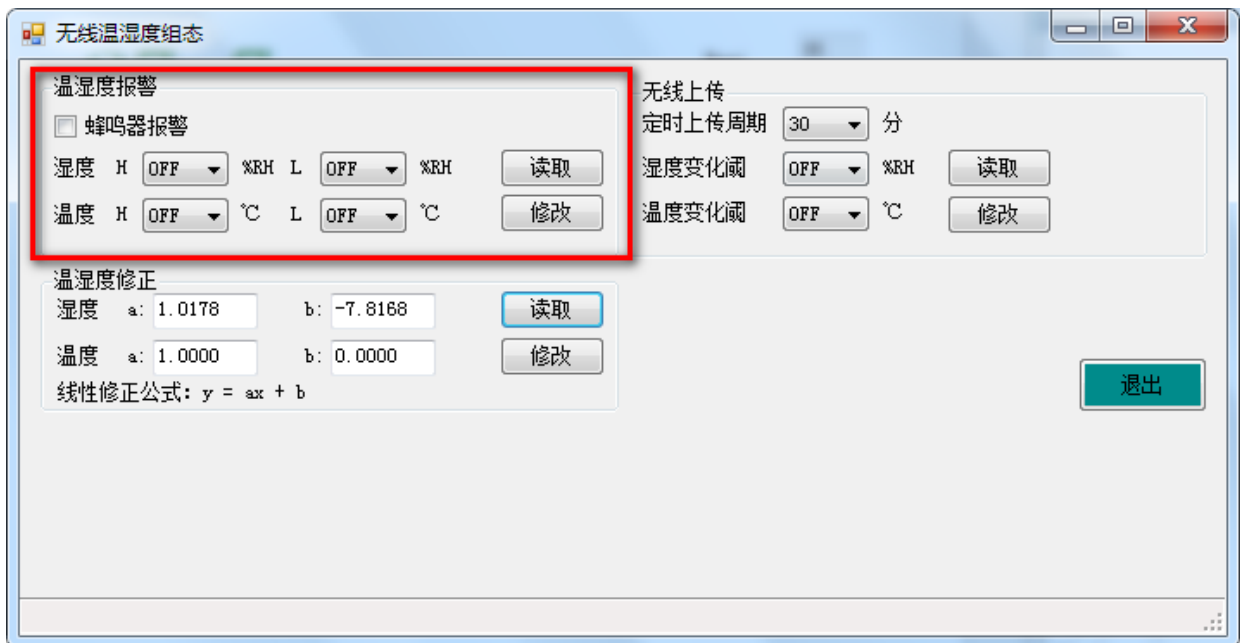 无线温湿度组态
温湿度报警
蜂鸣器报警
湿度 H OFF %RH L OFF %RH 读取
温度 H OFF ℃ L OFF ℃ 修改
无线上传
定时上传周期 30 分
湿度变化阈 OFF %RH 读取
温度变化阈 OFF ℃ 修改
温湿度修正
湿度 a: 1.0178 b: -7.8168 读取
温度 a: 1.0000 b: 0.0000 修改
线性修正公式: y = ax + b
退出